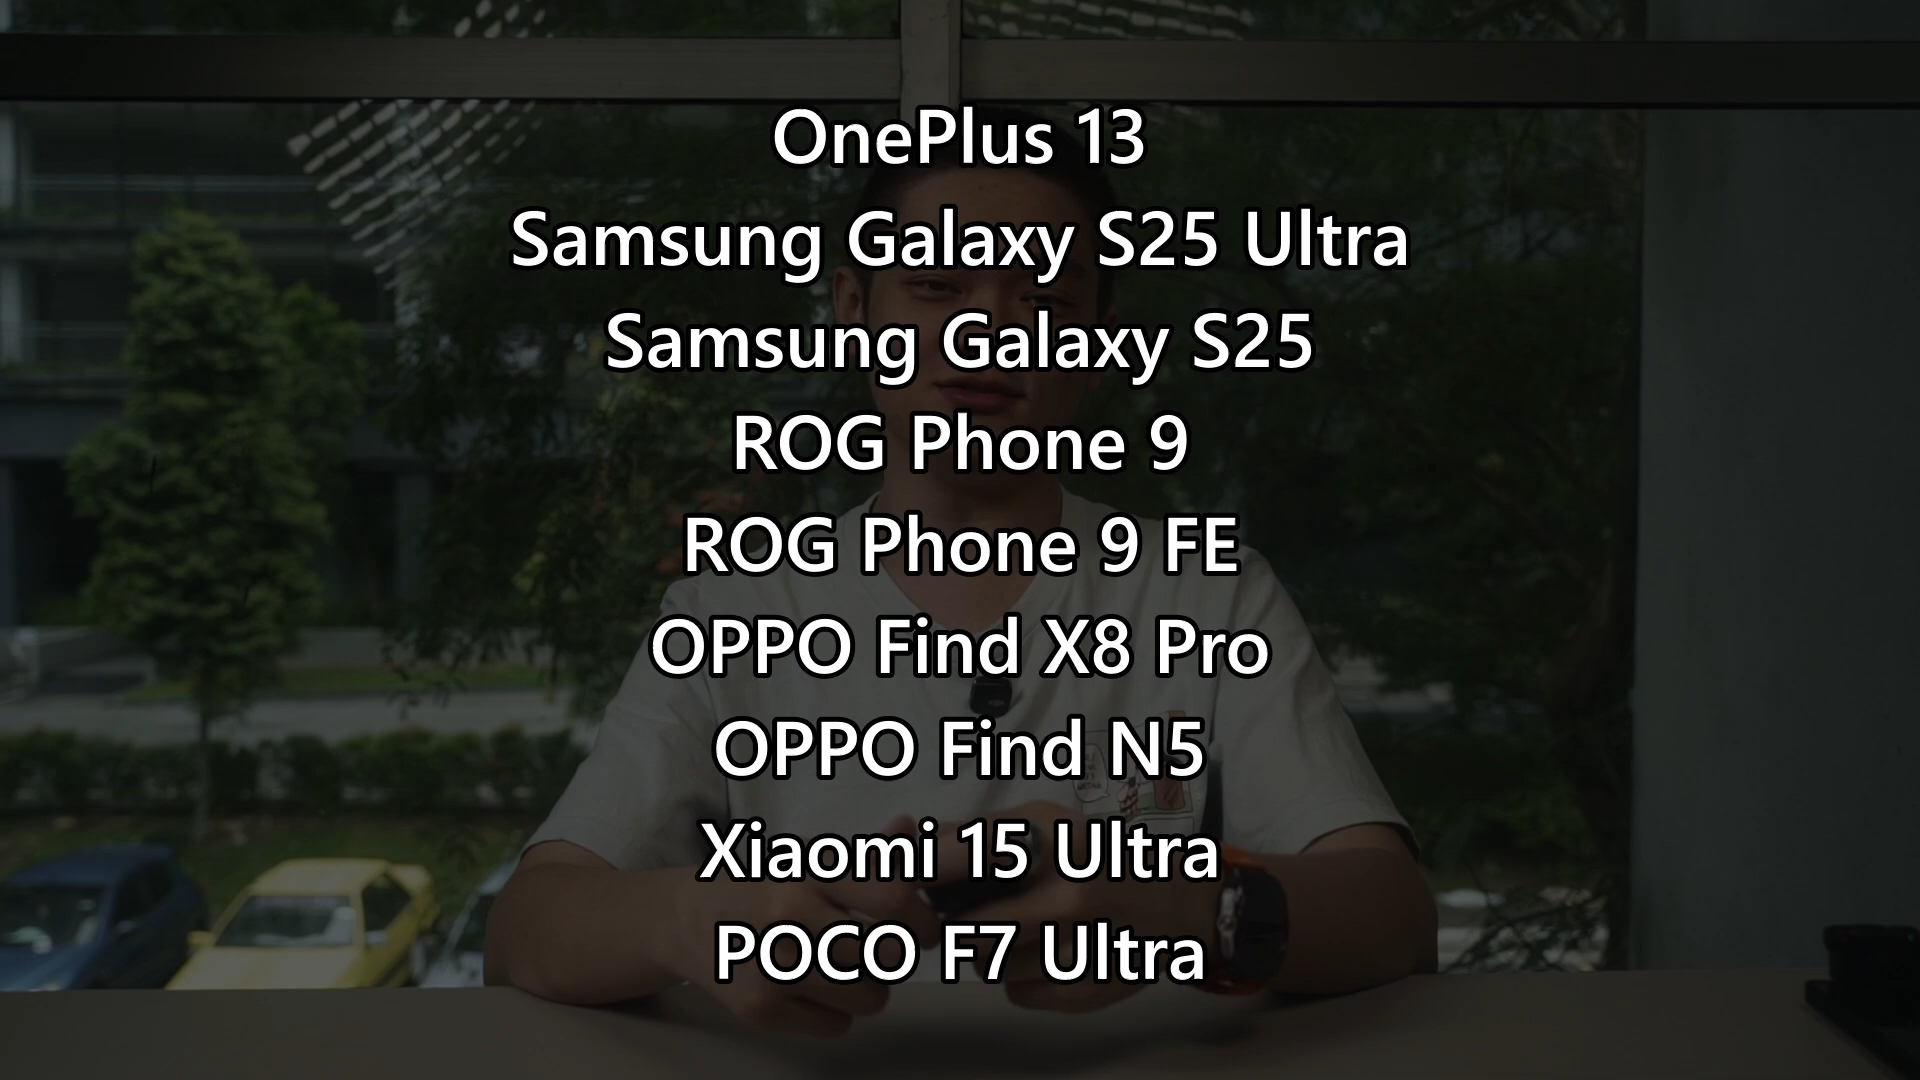 OnePlus 13
Samsung Galaxy S25 Ultra
Samsung Galaxy S25
ROG Phone 9
ROG Phone 9 FE
OPPO Find X8 Pro
OPPO Find N5
Xiaomi 15 Ultra
POCO F7 Ultra